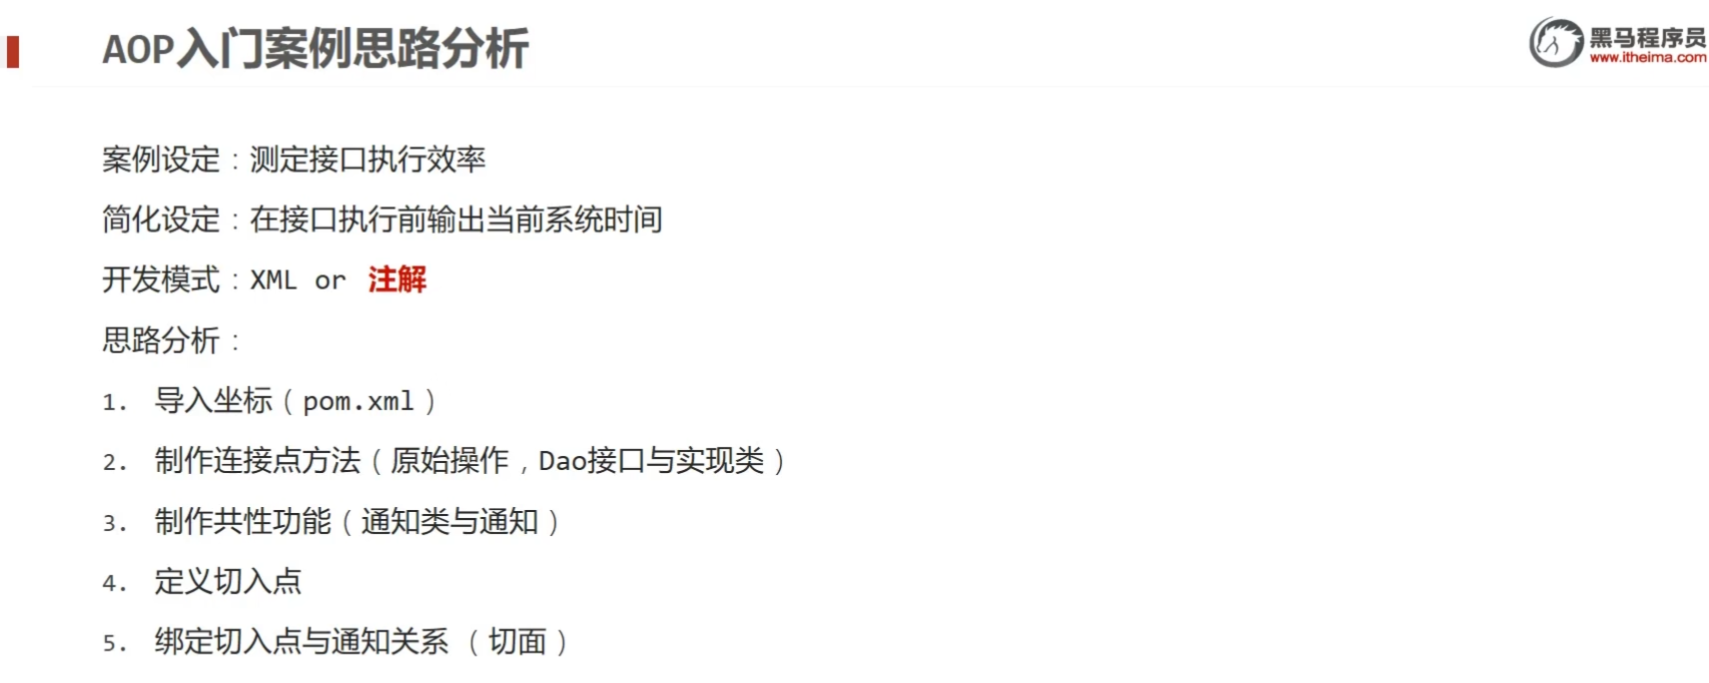 AOP入门案例思路分析
黑马程序员
www.itheima.com
案例设定：测定接口执行效率
简化设定：在接口执行前输出当前系统时间
开发模式：XML or 注解
思路分析：
1. 导入坐标（pom.xml）
2. 制作连接点方法（原始操作，Dao接口与实现类）
3. 制作共性功能（通知类与通知）
4. 定义切入点
5. 绑定切入点与通知关系（切面）